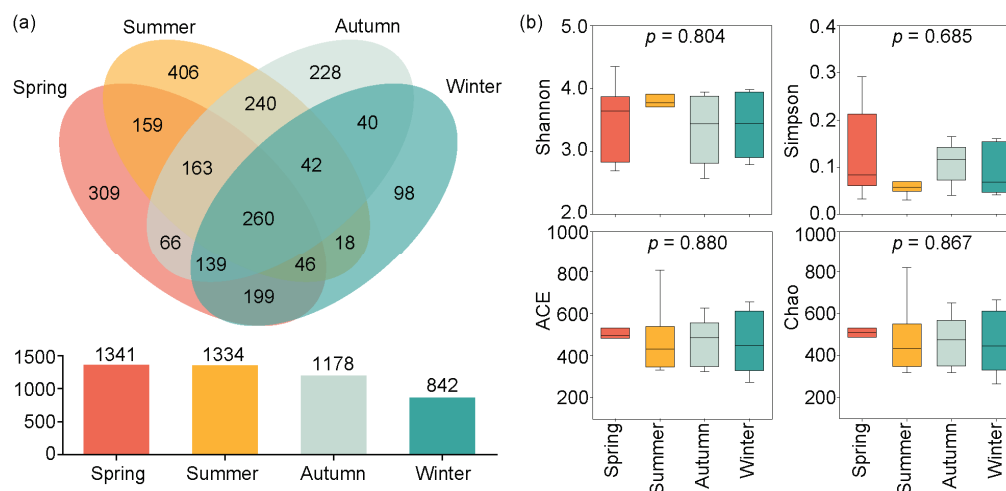 (a)
Summer
Autumn
Spring
Winter
406
228
240
159
40
163
42
309
98
260
66
18
139
46
199
1500
1000
500
0
1341
1334
1178
842
Spring
Summer
Autumn
Winter
(b)
5.0
4.0
3.0
2.0
Shannon
p = 0.804
0.4
0.3
0.2
0.1
0.0
Simpson
p = 0.685
1000
800
600
400
200
ACE
p = 0.880
Spring
Summer
Autumn
Winter
1000
800
600
400
200
Chao
p = 0.867
Spring
Summer
Autumn
Winter